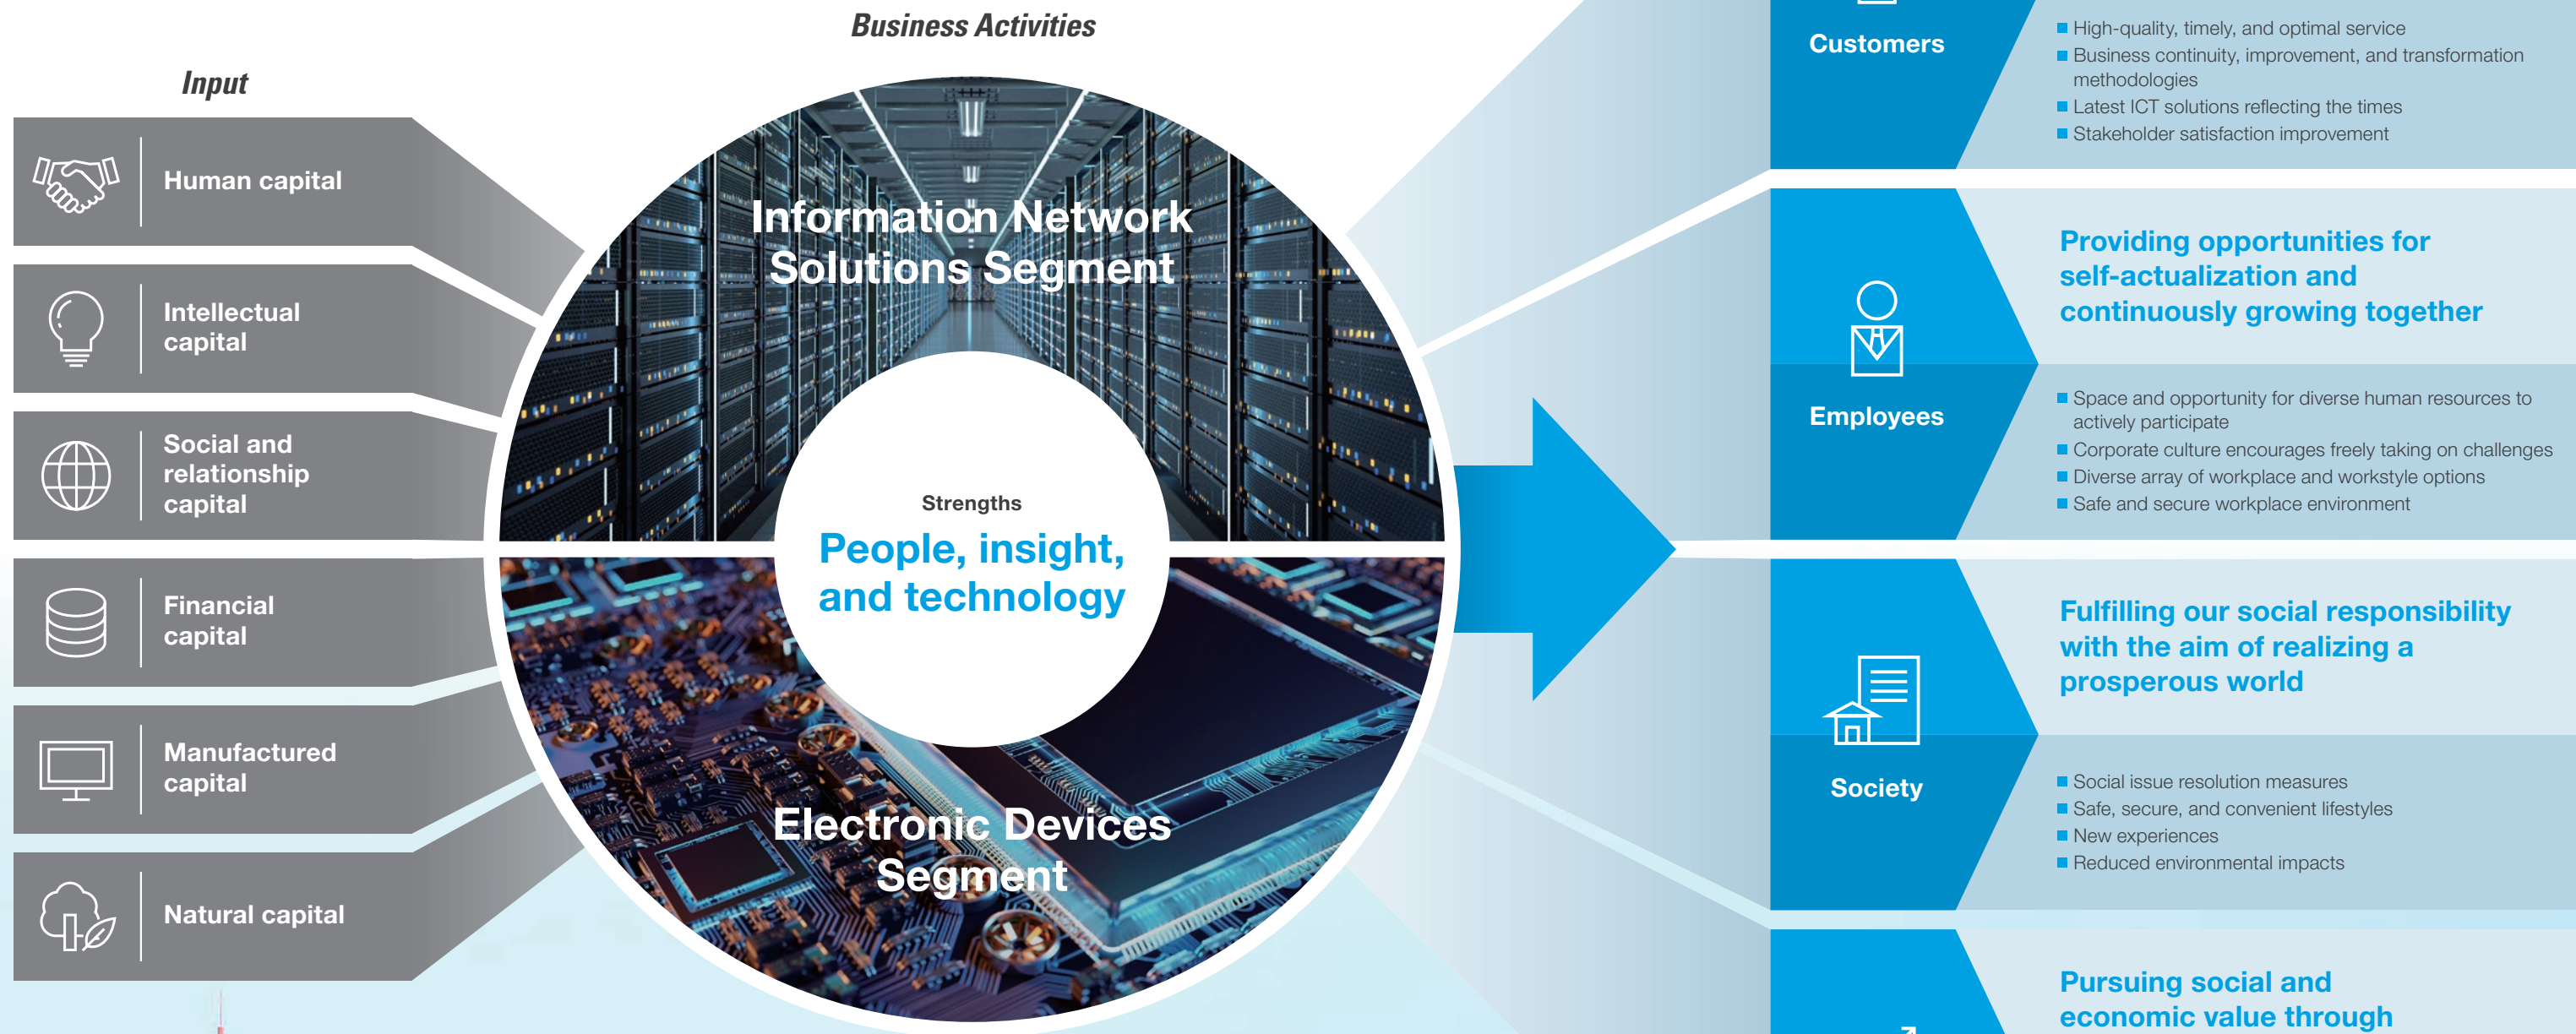 Business Activities
Input
Human capital
Intellectual
capital
Social and
relationship
capital
Financial
capital
Manufactured
capital
Natural capital
Information Network
Solutions Segment
Strengths
People, insight,
and technology
Electronic Devices
Segment
Customers
High-quality, timely, and optimal service
Business continuity, improvement, and transformation
methodologies
Latest ICT solutions reflecting the times
Stakeholder satisfaction improvement
Providing opportunities for
self-actualization and
continuously growing together
Employees
Space and opportunity for diverse human resources to
actively participate
Corporate culture encourages freely taking on challenges
Diverse array of workplace and workstyle options
Safe and secure workplace environment
Fulfilling our social responsibility
with the aim of realizing a
prosperous world
Society
Social issue resolution measures
Safe, secure, and convenient lifestyles
New experiences
Reduced environmental impacts
Pursuing social and
economic value through